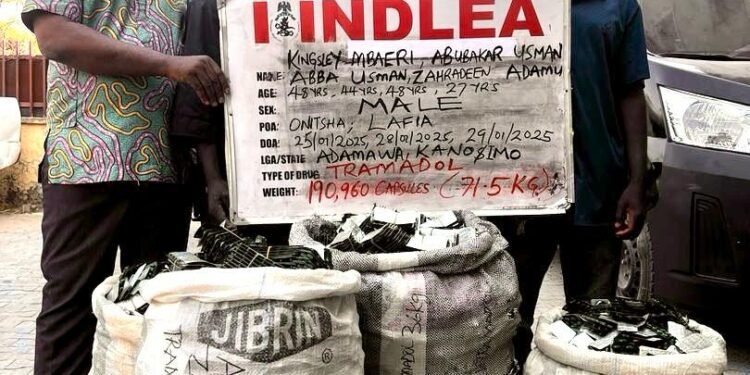 NDLEA
KINGSLEY MBAERI, ABUBAKAR USMAN
NAME: ABBA USMAN, ZAHRADEEN ADAMU
AGE: 48YRS, 44YRS, 48YRS, 27YRS
SEX: MALE
POA: ONITSHA, LAFIA
DOA: 25/01/2025, 28/01/2025, 29/01/2025
LGA/STATE: ADAMAWA, KANO & IMO
TYPE OF DRUG: TRAMADOL
WEIGHT: 190,960 CAPSULES (71.5KG)
JIBRIN
TRAM